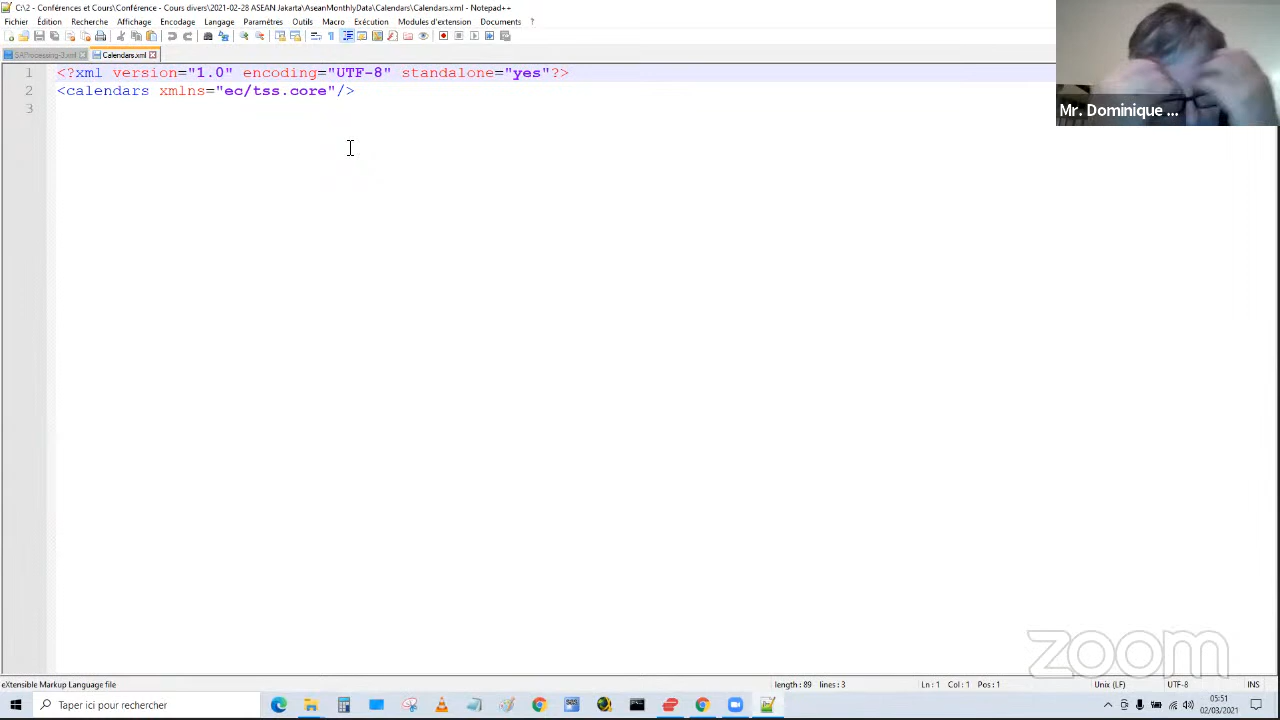 C:\2 - Conférences et Cours\Conférence - Cours divers\2021-02-28 ASEAN Jakarta\AseanMonthlyData\Calendars\Calendars.xml - Notepad++
Fichier Édition Recherche Affichage Encodage Langage Paramètres Outils Macro Exécution Modules d'extension Documents ?
SAProcessing-3.xml Calendars.xml
1 <?xml version="1.0" encoding="UTF-8" standalone="yes"?>
2 <calendars xmlns="ec/tss.core"/>
3
Mr. Dominique ...
zoom
eXtensible Markup Language file length: 89 lines: 3 Ln: 1 Col: 1 Pos: 1 Unix (LF) UTF-8 INS
Taper ici pour rechercher
05:51
02/03/2021